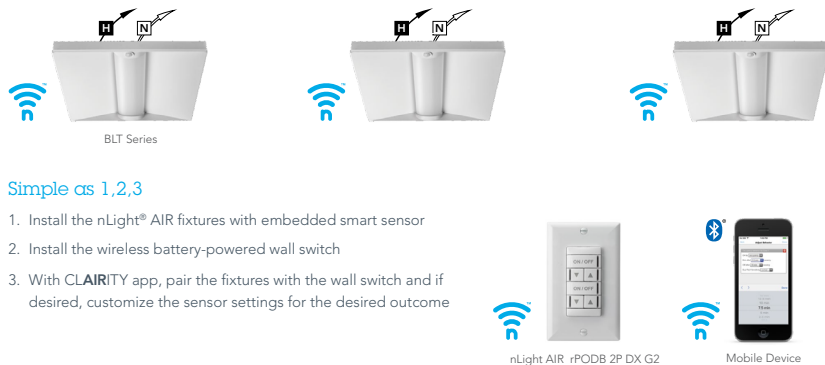 H N H N H N
BLT Series
Simple as 1,2,3
1. Install the nLight® AIR fixtures with embedded smart sensor
2. Install the wireless battery-powered wall switch
3. With CLAIRITY app, pair the fixtures with the wall switch and if
desired, customize the sensor settings for the desired outcome
ON / OFF
ON / OFF
nLight AIR rPODB 2P DX G2
Mobile Device